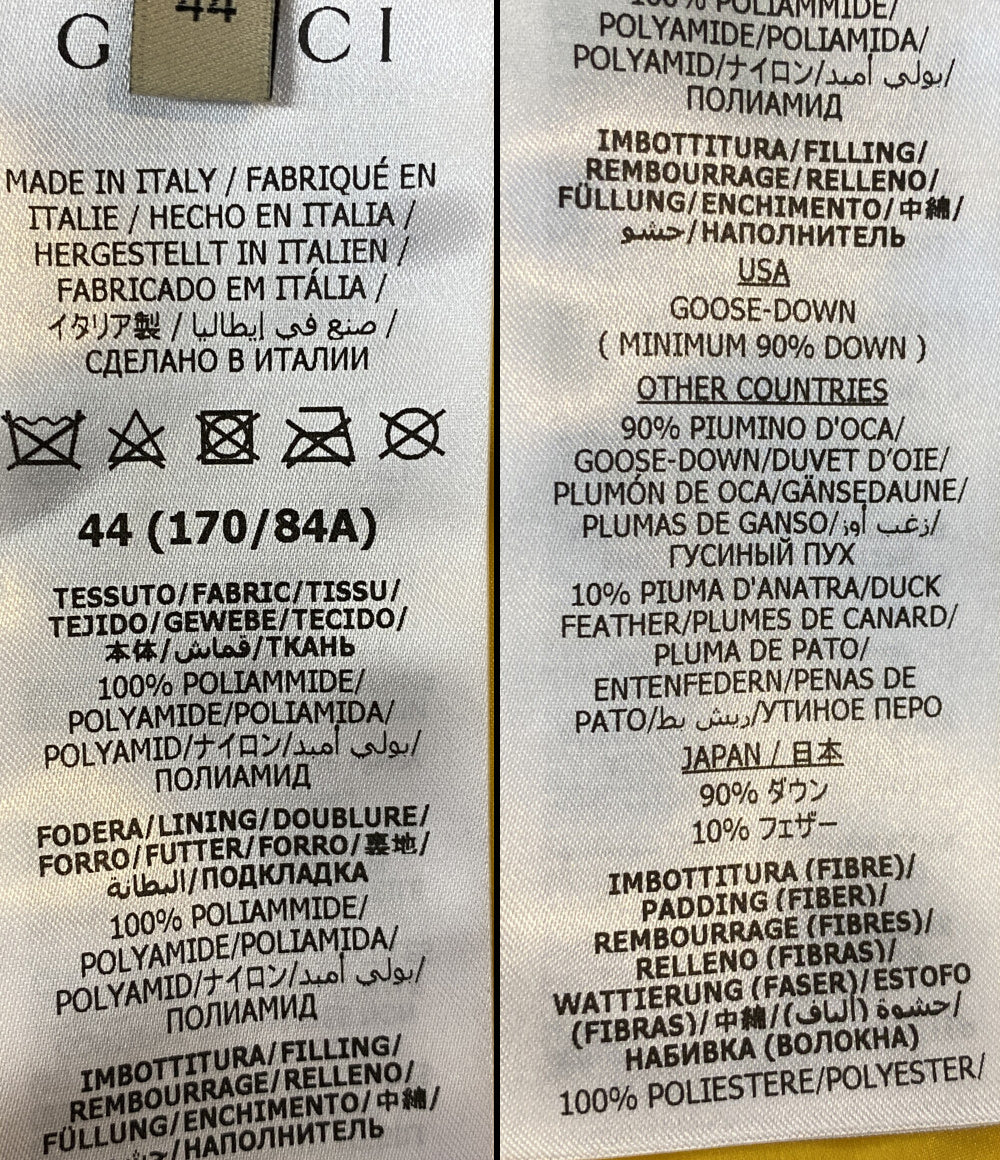 44
G CI
MADE IN ITALY / FABRIQUÉ EN
ITALIE / HECHO EN ITALIA /
HERGESTELLT IN ITALIEN /
FABRICADO EM ITÁLIA /
イタリア製 / صنع في إيطاليا /
СДЕЛАНО В ИТАЛИИ
44 (170/84A)
TESSUTO/FABRIC/TISSU/
TEJIDO/GEWEBE/TECIDO/
本体/قماش/ТКАНЬ
100% POLIAMMIDE/
POLYAMIDE/POLIAMIDA/
POLYAMID/ナイロン/بولي أميد/
ПОЛИАМИД
FODERA/LINING/DOUBLURE/
FORRO/FUTTER/FORRO/裏地/
البطانة/ПОДКЛАДКА
100% POLIAMMIDE/
POLYAMIDE/POLIAMIDA/
POLYAMID/ナイロン/بولي أميد/
ПОЛИАМИД
IMBOTTITURA/FILLING/
REMBOURRAGE/RELLENO/
FÜLLUNG/ENCHIMENTO/中綿/
حشو/НАПОЛНИТЕЛЬ
100% POLIAMMIDE/
POLYAMIDE/POLIAMIDA/
POLYAMID/ナイロン/بولي أميد/
ПОЛИАМИД
IMBOTTITURA/FILLING/
REMBOURRAGE/RELLENO/
FÜLLUNG/ENCHIMENTO/中綿/
حشو/НАПОЛНИТЕЛЬ
USA
GOOSE-DOWN
( MINIMUM 90% DOWN )
OTHER COUNTRIES
90% PIUMINO D'OCA/
GOOSE-DOWN/DUVET D'OIE/
PLUMÓN DE OCA/GÄNSEDAUNE/
PLUMAS DE GANSO/زغب أوز/
ГУСИНЫЙ ПУХ
10% PIUMA D'ANATRA/DUCK
FEATHER/PLUMES DE CANARD/
PLUMA DE PATO/
ENTENFEDERN/PENAS DE
PATO/ريش بط/УТИНОЕ ПЕРО
JAPAN / 日本
90% ダウン
10% フェザー
IMBOTTITURA (FIBRE)/
PADDING (FIBER)/
REMBOURRAGE (FIBRES)/
RELLENO (FIBRAS)/
WATTIERUNG (FASER)/ESTOFO
(FIBRAS)/中綿/حشوة (ألياف)/
НАБИВКА (ВОЛОКНА)
100% POLIESTERE/POLYESTER/